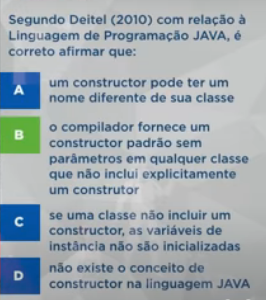 Segundo Deitel (2010) com relação à
Linguagem de Programação JAVA, é
correto afirmar que:
A um constructor pode ter um
nome diferente de sua classe
B o compilador fornece um
constructor padrão sem
parâmetros em qualquer classe
que não inclui explicitamente
um construtor
C se uma classe não incluir um
constructor, as variáveis de
instância não são inicializadas
D não existe o conceito de
constructor na linguagem JAVA